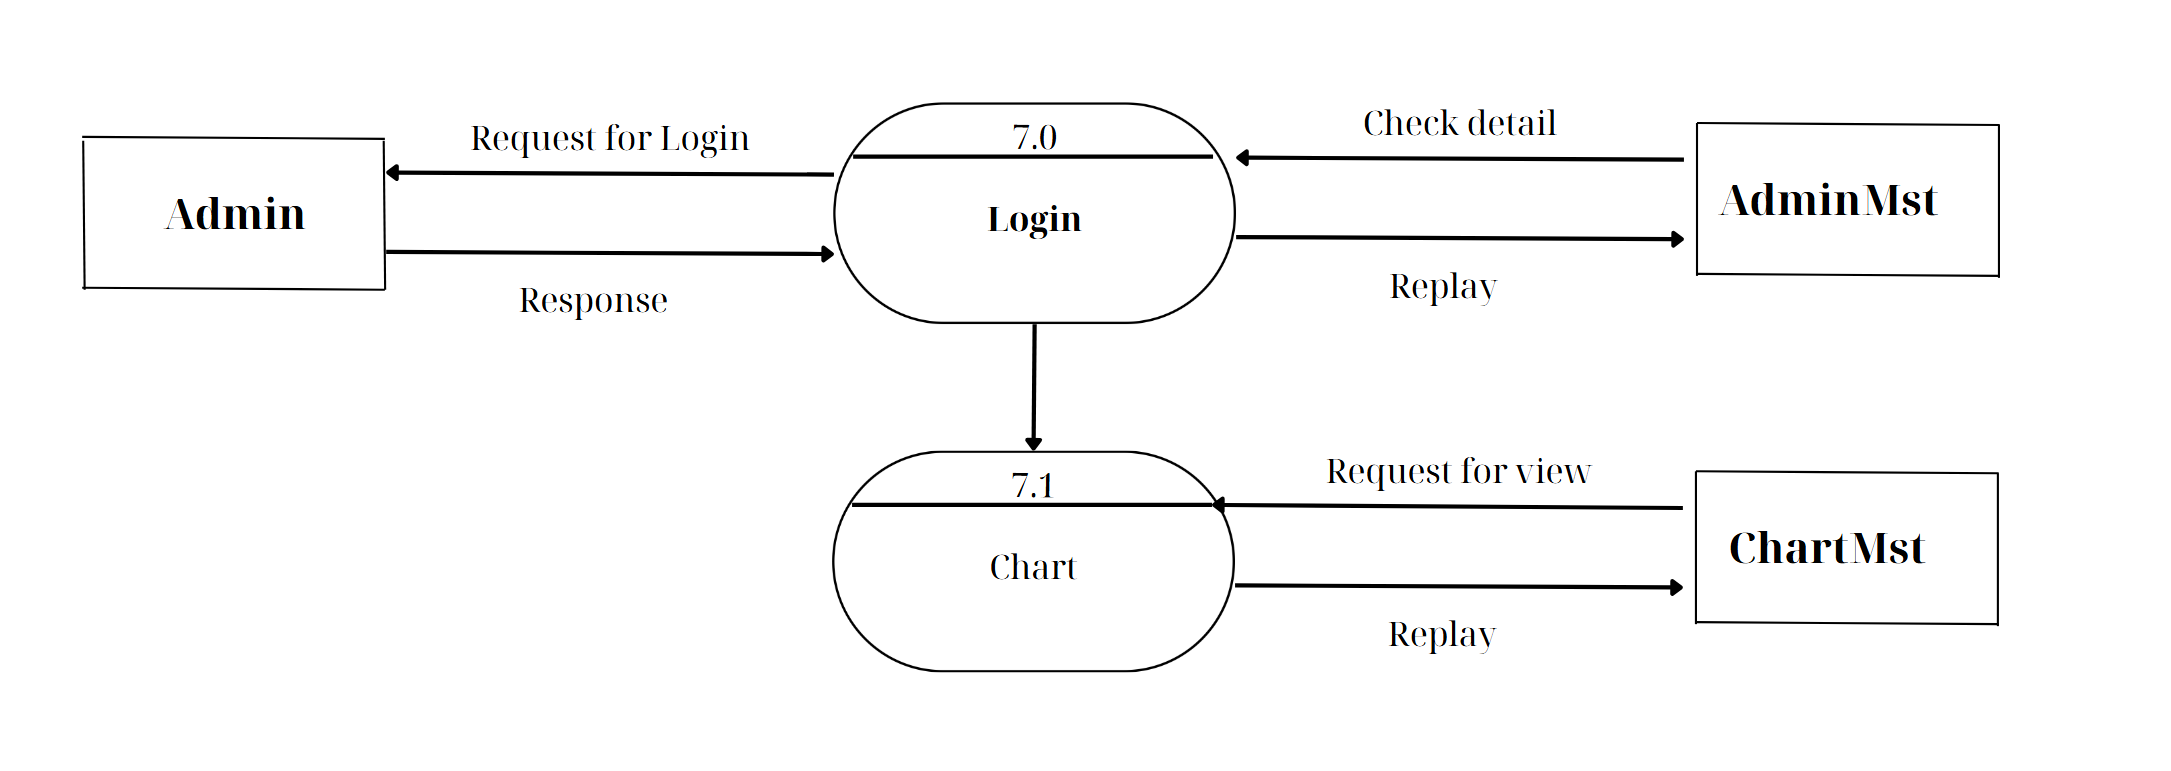 Request for Login
7.0
Check detail
Admin
Login
AdminMst
Response
Replay
7.1
Request for view
Chart
ChartMst
Replay